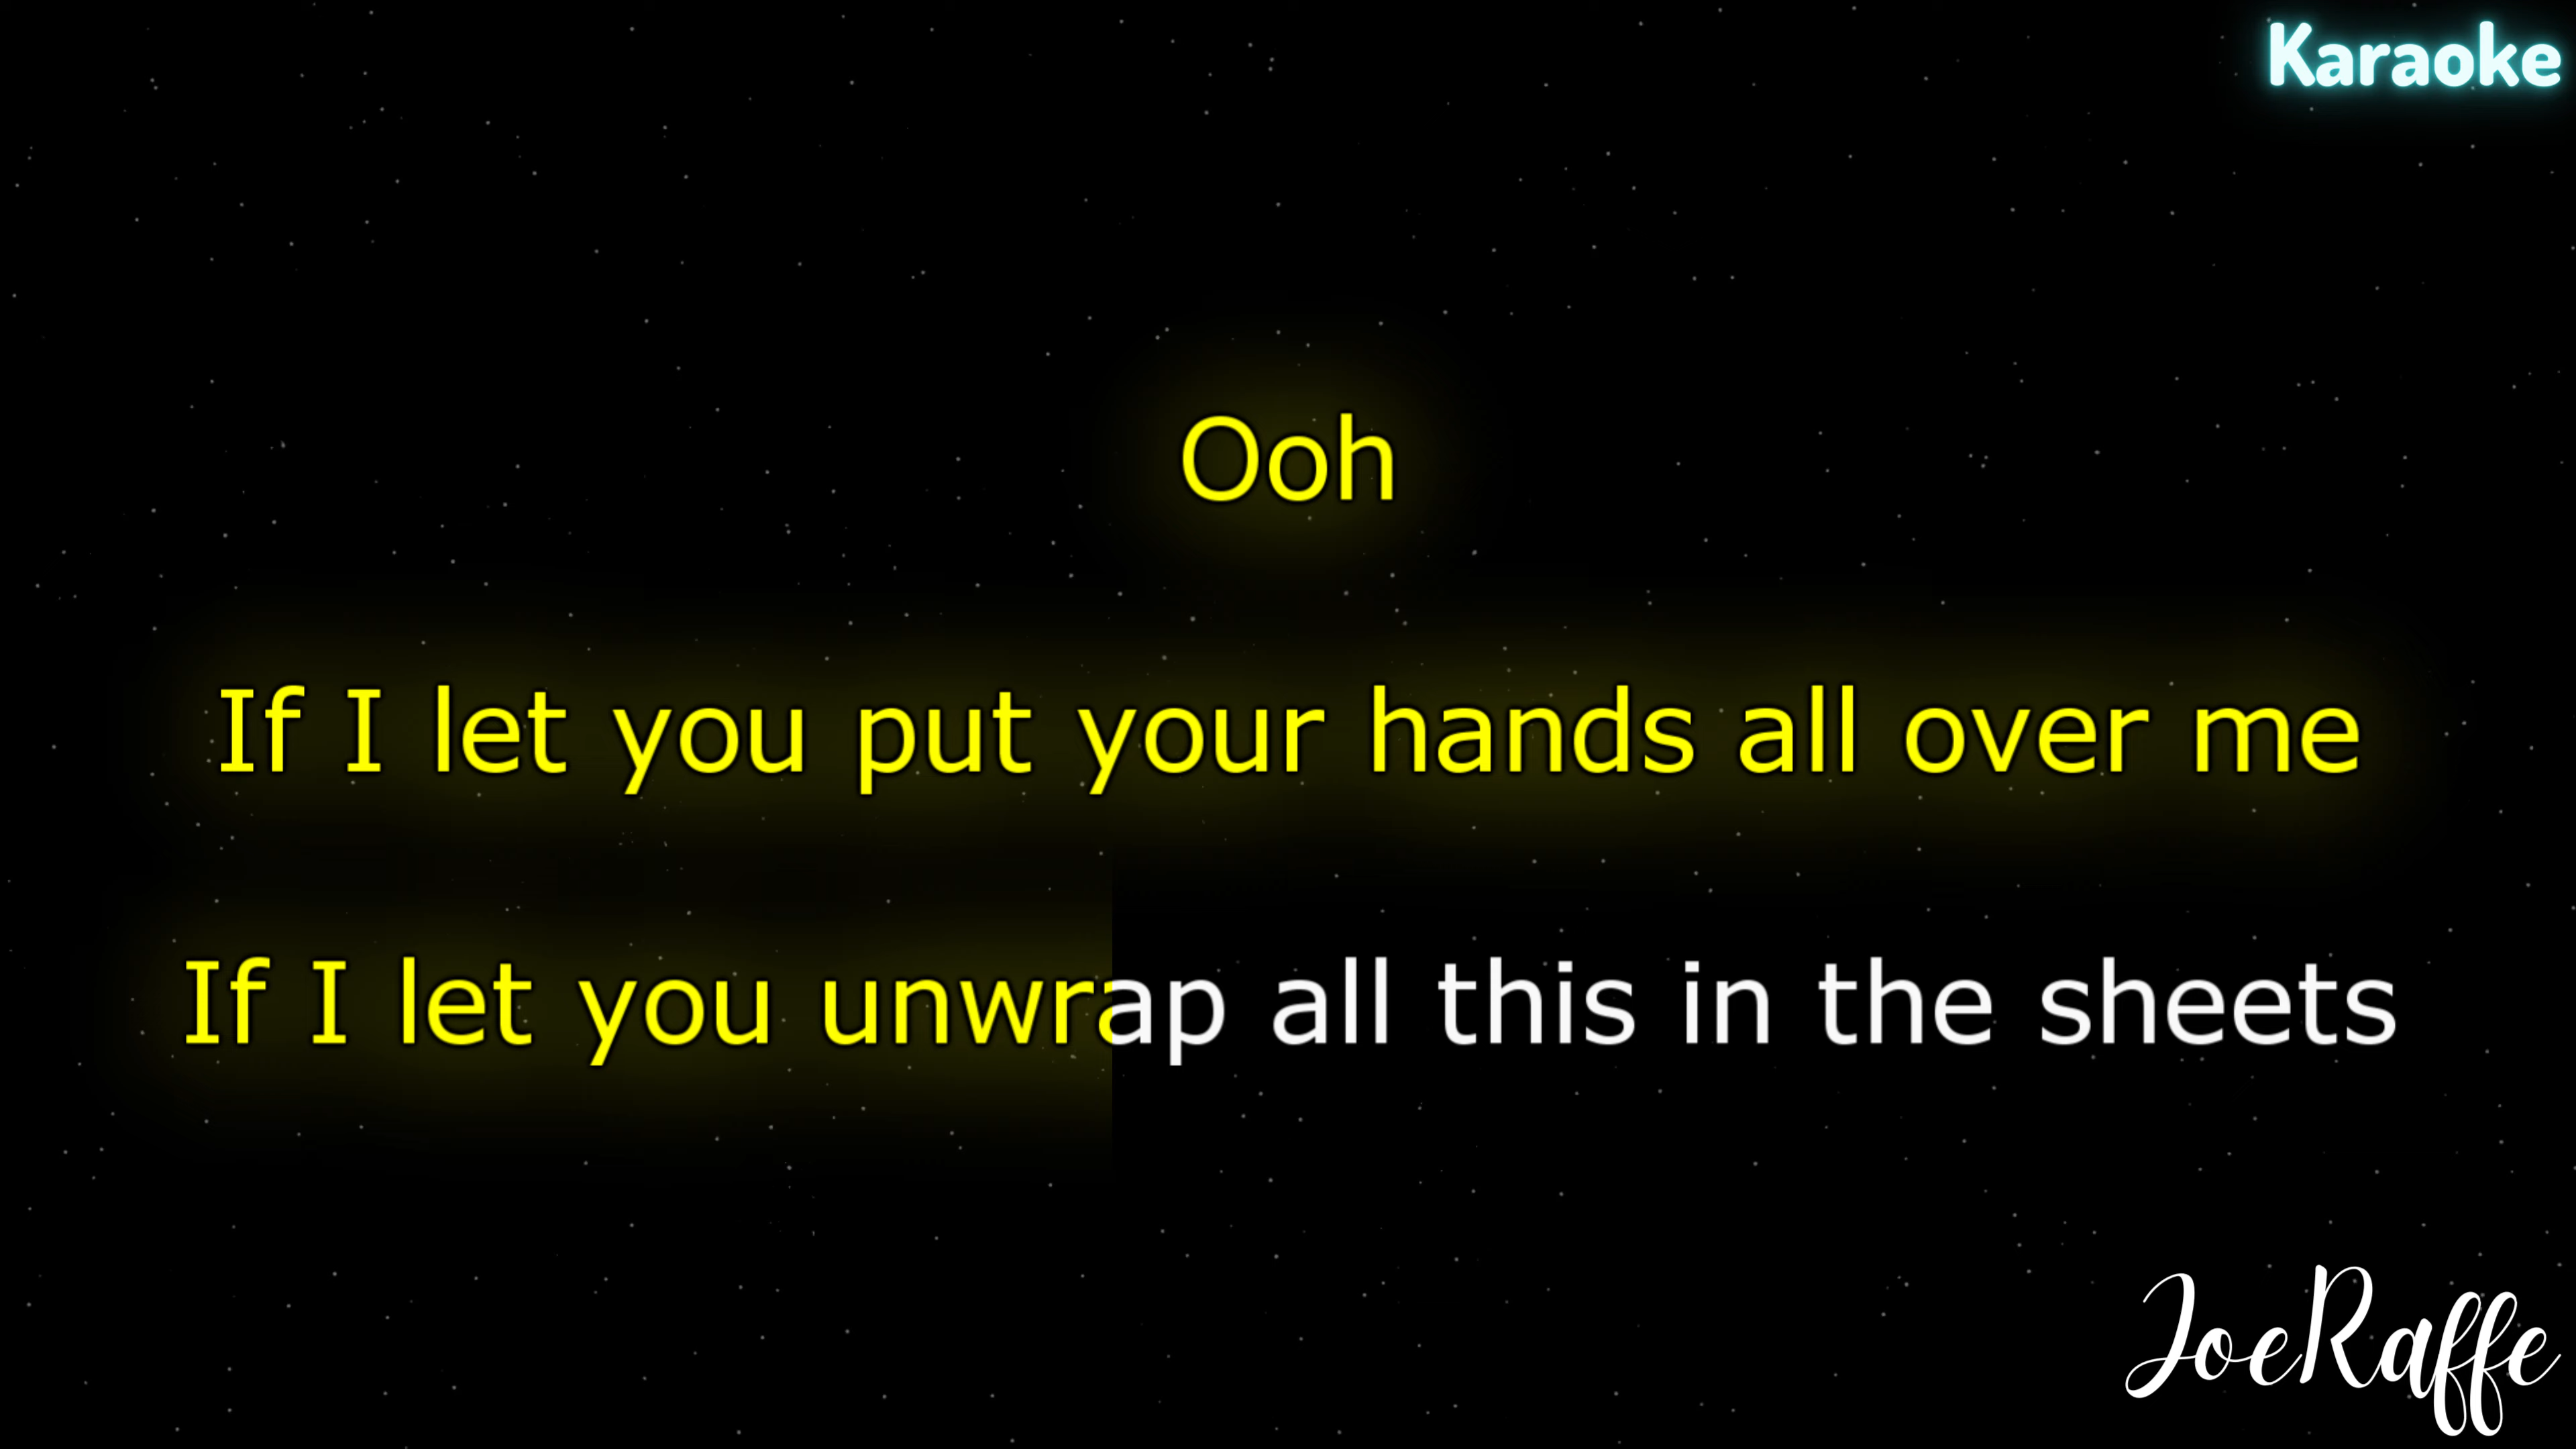 Karaoke
Ooh
If I let you put your hands all over me
If I let you unwrap all this in the sheets
JoeRaffe